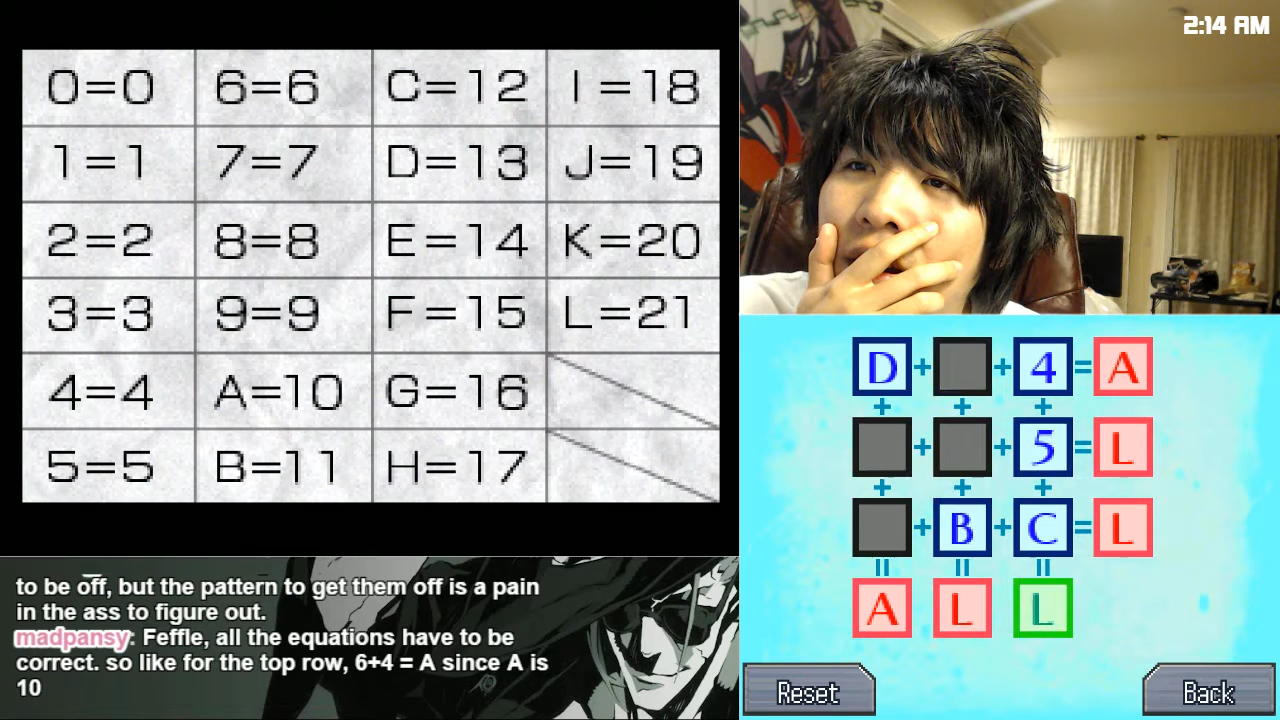 2:14 AM
0=0 6=6 C=12 I=18
1=1 7=7 D=13 J=19
2=2 8=8 E=14 K=20
3=3 9=9 F=15 L=21
4=4 A=10 G=16
5=5 B=11 H=17
D + + 4 = A
+ + +
+ + 5 = L
+ + +
+ B + C = L
= = =
A L L
Reset Back
to be off, but the pattern to get them off is a pain
in the ass to figure out.
madpansy: Feffle, all the equations have to be
correct. so like for the top row, 6+4 = A since A is
10